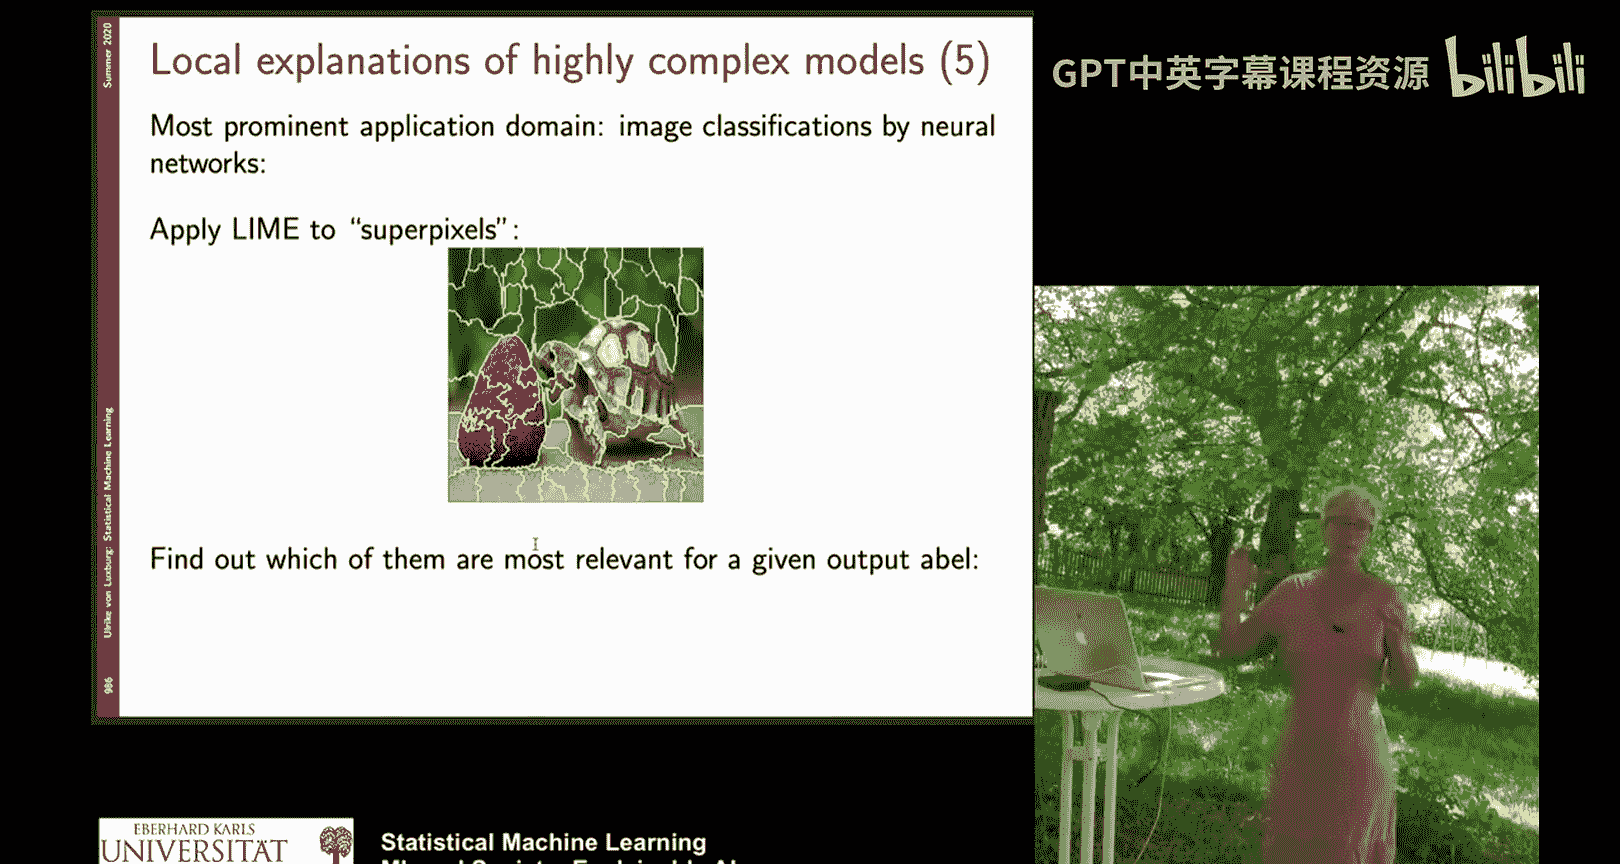 Summer 2020
Local explanations of highly complex models (5)
GPT中英字幕课程资源 bilibili
Most prominent application domain: image classifications by neural
networks:
Apply LIME to “superpixels”:
Find out which of them are most relevant for a given output abel:
Ulrike von Luxburg: Statistical Machine Learning
986
EBERHARD KARLS
UNIVERSITÄT
Statistical Machine Learning